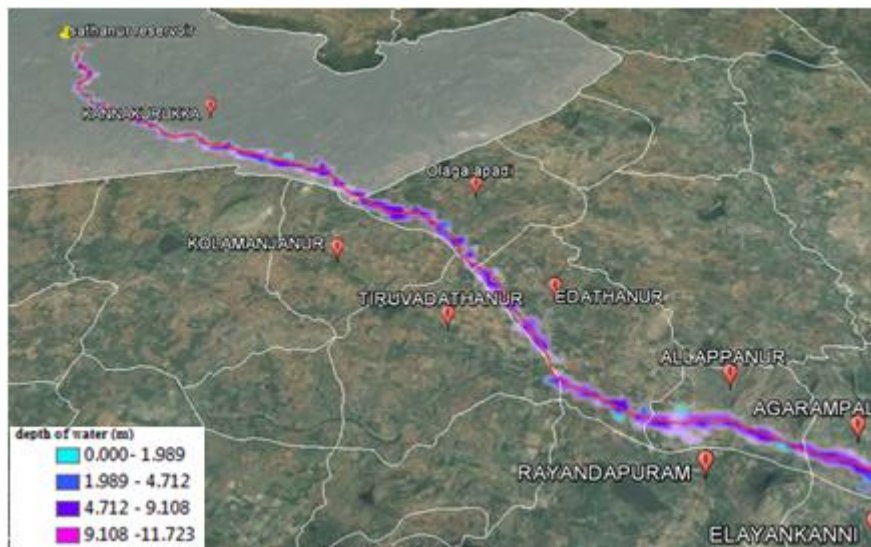 sathanur reservoir
KANNAKURUKKA
Olagalapadi
KOLAMANJANUR
TIRUVADATHANUR
EDATHANUR
ALLAPPANUR
AGARAMPAL
RAYANDAPURAM
ELAYANKANNI
depth of water (m)
0.000 - 1.989
1.989 - 4.712
4.712 - 9.108
9.108 -11.723